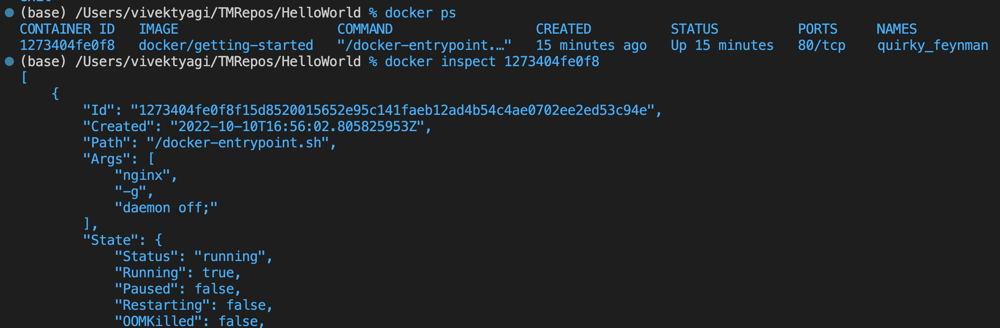 exit
(base) /Users/vivektyagi/TMRepos/HelloWorld % docker ps
CONTAINER ID   IMAGE                    COMMAND                  CREATED          STATUS          PORTS     NAMES
1273404fe0f8   docker/getting-started   "/docker-entrypoint.…"   15 minutes ago   Up 15 minutes   80/tcp    quirky_feynman
(base) /Users/vivektyagi/TMRepos/HelloWorld % docker inspect 1273404fe0f8
[
    {
        "Id": "1273404fe0f8f15d8520015652e95c141faeb12ad4b54c4ae0702ee2ed53c94e",
        "Created": "2022-10-10T16:56:02.805825953Z",
        "Path": "/docker-entrypoint.sh",
        "Args": [
            "nginx",
            "-g",
            "daemon off;"
        ],
        "State": {
            "Status": "running",
            "Running": true,
            "Paused": false,
            "Restarting": false,
            "OOMKilled": false,